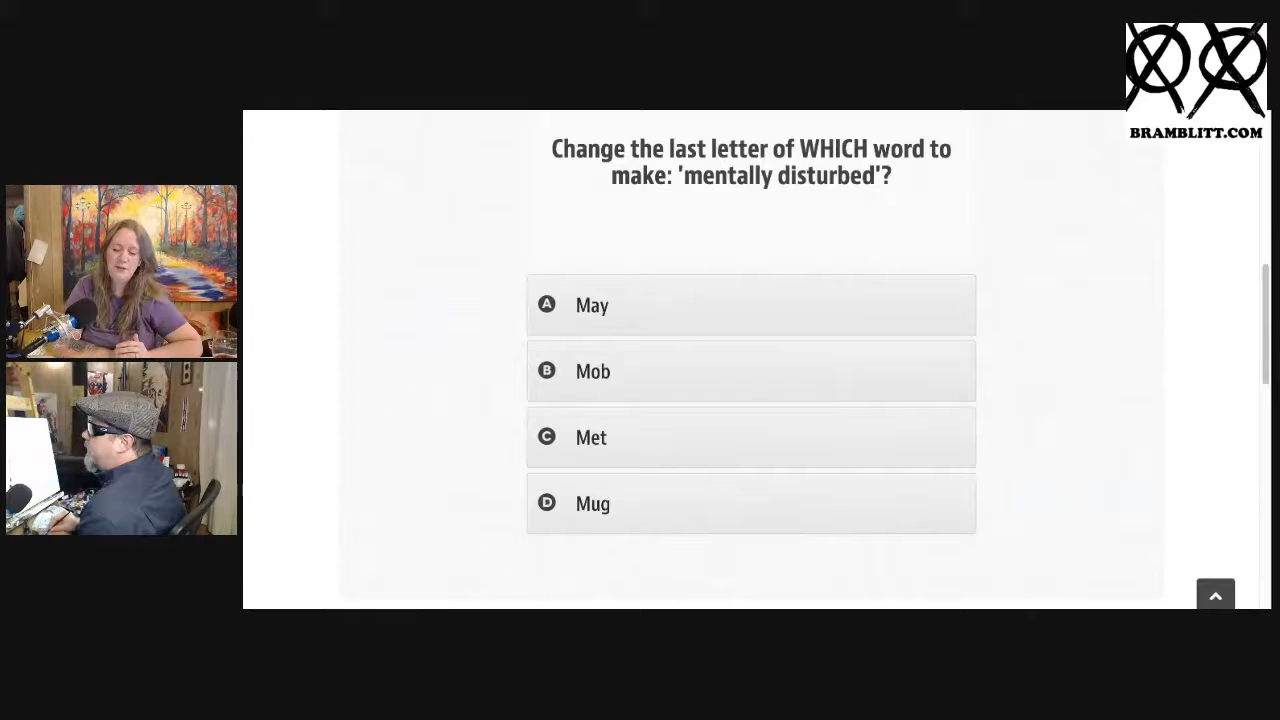 BRAMBLITT.COM
Change the last letter of WHICH word to
make: 'mentally disturbed'?
A May
B Mob
C Met
D Mug